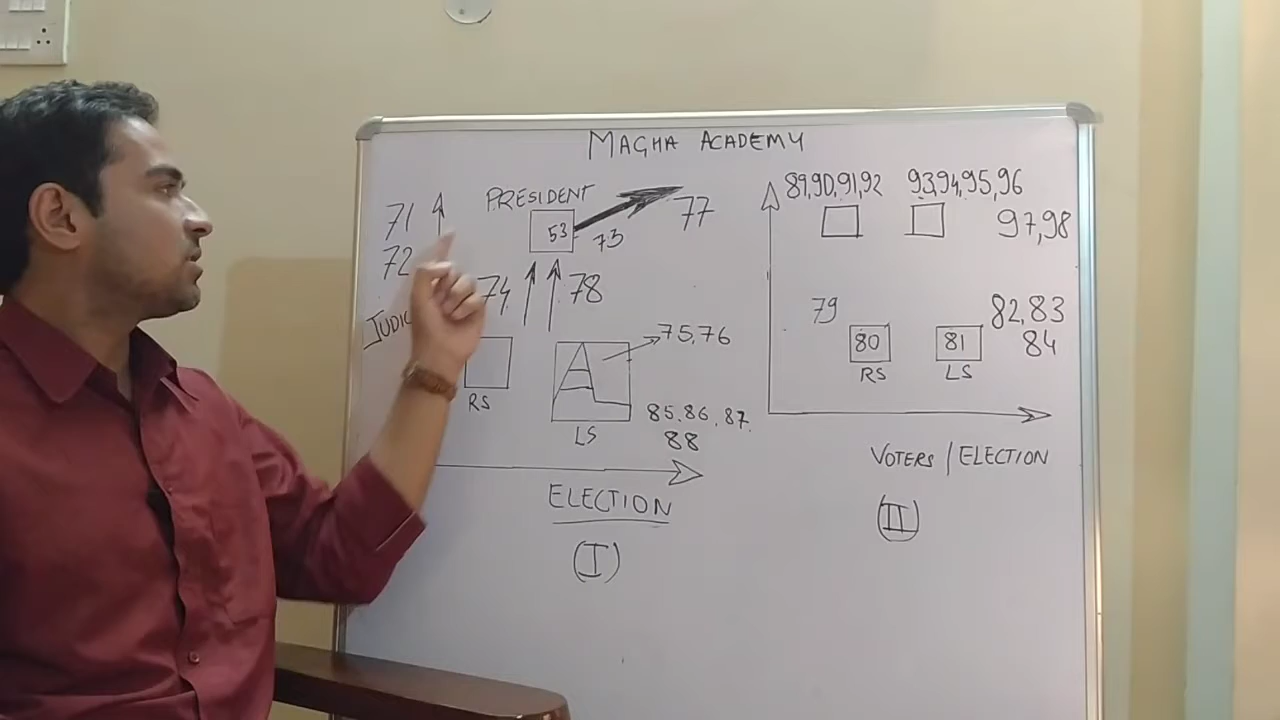 MAGHA ACADEMY
71
72
PRESIDENT
53
73
77
74
78
75,76
RS
LS
85,86,87,
88
ELECTION
(I)
89,90,91,92
93,94,95,96
97,98
79
80
81
82,83
84
RS
LS
VOTERS / ELECTION
(II)